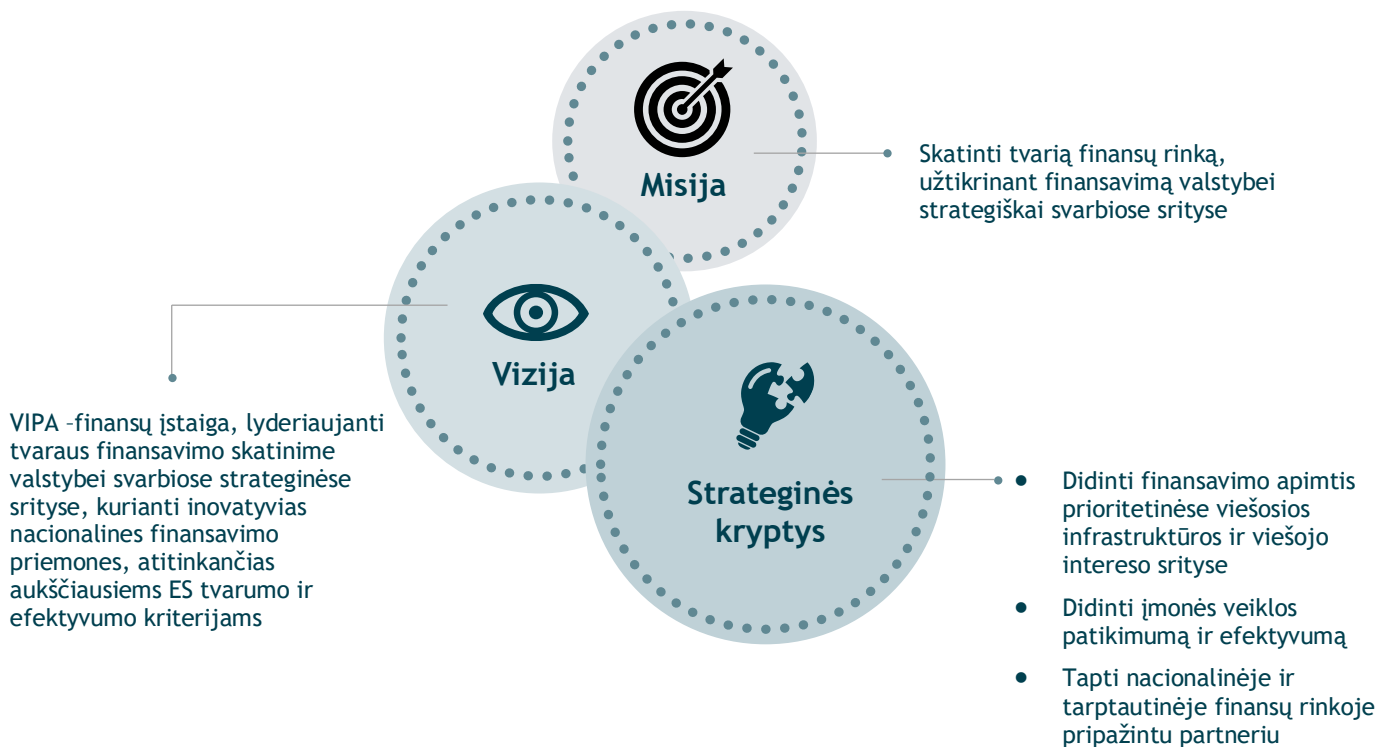 Misija
Skatinti tvarią finansų rinką,
užtikrinant finansavimą valstybei
strategiškai svarbiose srityse
Vizija
VIPA –finansų įstaiga, lyderiaujanti
tvaraus finansavimo skatinime
valstybei svarbiose strateginėse
srityse, kurianti inovatyvias
nacionalines finansavimo
priemones, atitinkančias
aukščiausiems ES tvarumo ir
efektyvumo kriterijams
Strateginės
kryptys
● Didinti finansavimo apimtis
prioritetinėse viešosios
infrastruktūros ir viešojo
intereso srityse
● Didinti įmonės veiklos
patikimumą ir efektyvumą
● Tapti nacionalinėje ir
tarptautinėje finansų rinkoje
pripažintu partneriu